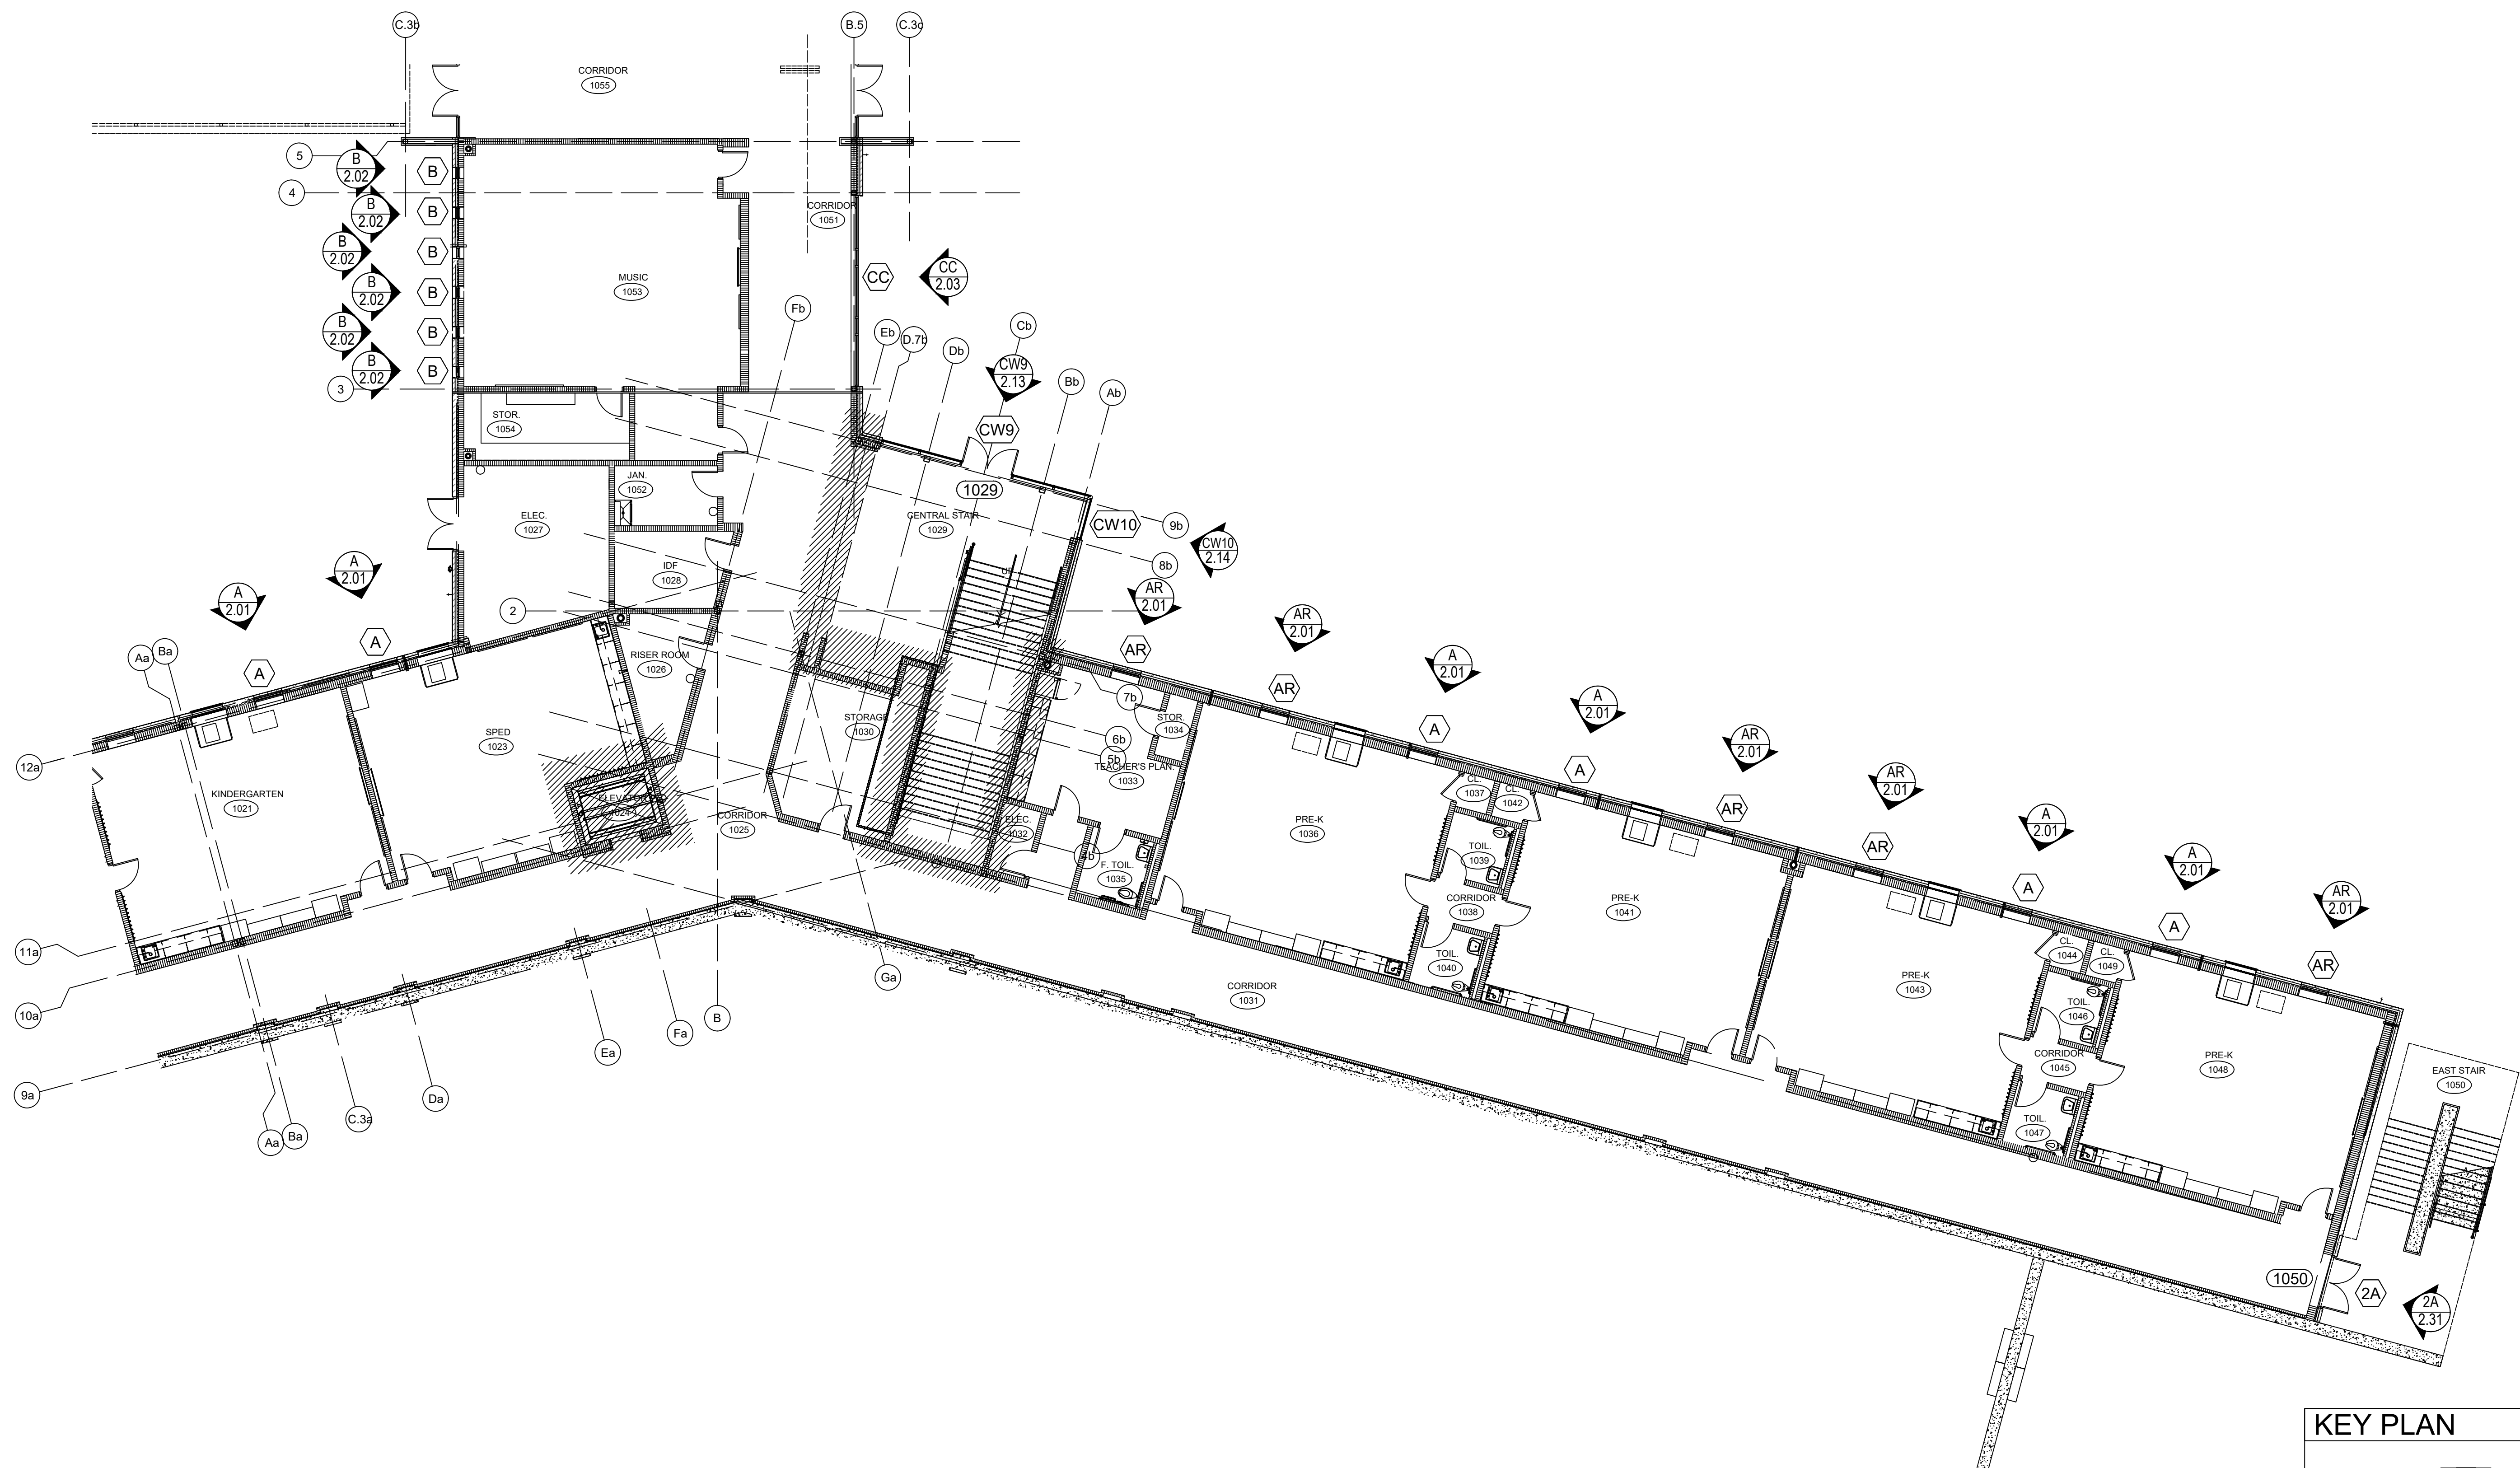 C.3b
B.5
C.3c
CORRIDOR
1055
5
B
2.02
B
4
B
2.02
B
CORRIDOR
1051
B
2.02
B
MUSIC
1053
CC
CC
2.03
B
2.02
B
Fb
B
2.02
B
Eb
D.7b
Cb
Db
B
2.02
B
CW9
2.13
3
Bb
Ab
STOR.
1054
CW9
JAN.
1052
1029
ELEC.
1027
CENTRAL STAIR
1029
CW10
9b
CW10
2.14
IDF
1028
8b
UP
A
2.01
A
2.01
AR
2.01
2
AR
2.01
Aa
Ba
A
A
RISER ROOM
1026
AR
A
2.01
AR
7b
A
2.01
STORAGE
1030
STOR.
1034
A
AR
2.01
SPED
1023
6b
5b
12a
TEACHER'S PLAN.
1033
A
AR
2.01
KINDERGARTEN
1021
CL.
1037
CL.
1042
AR
A
2.01
CORRIDOR
1025
ELEC.
1032
PRE-K
1036
AR
A
2.01
4b
F. TOIL.
1035
TOIL.
1039
A
AR
2.01
CORRIDOR
1038
PRE-K
1041
A
11a
TOIL.
1040
CL.
1044
CL.
1049
AR
Ga
CORRIDOR
1031
PRE-K
1043
10a
B
Fa
TOIL.
1046
Ea
CORRIDOR
1045
PRE-K
1048
EAST STAIR
1050
9a
Da
C.3a
TOIL.
1047
Aa
Ba
1050
2A
2A
2.31
KEY PLAN